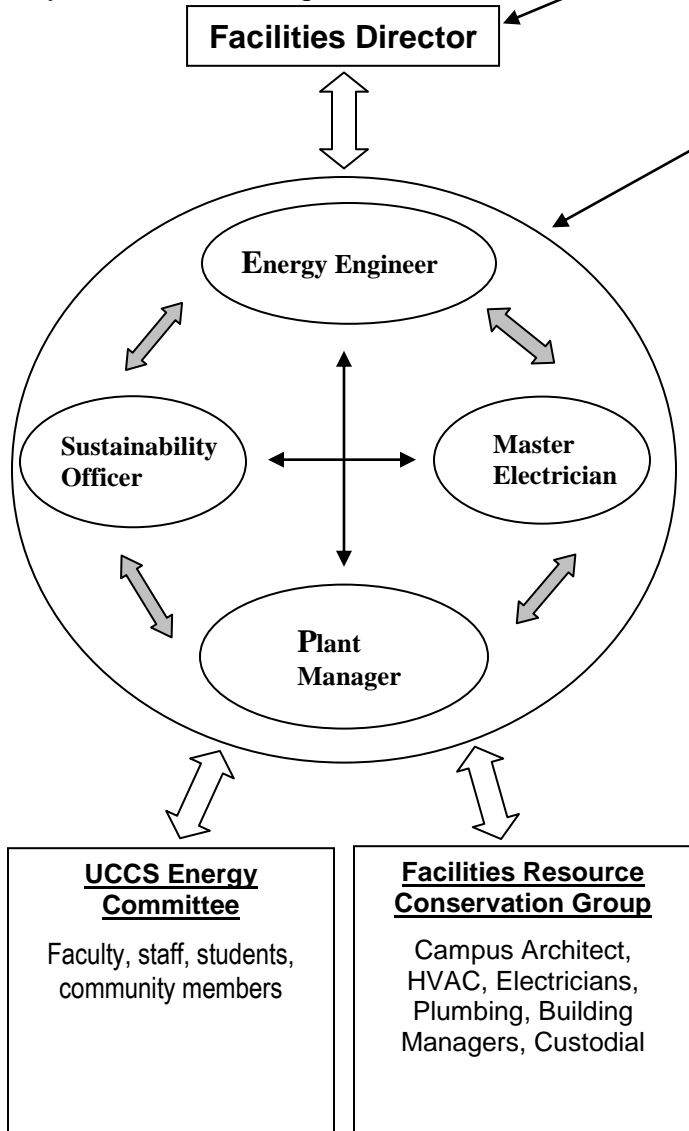 Facilities Director
Energy Engineer
Sustainability
Officer
Master
Electrician
Plant
Manager
UCCS Energy
Committee
Faculty, staff, students,
community members
Facilities Resource
Conservation Group
Campus Architect,
HVAC, Electricians,
Plumbing, Building
Managers, Custodial